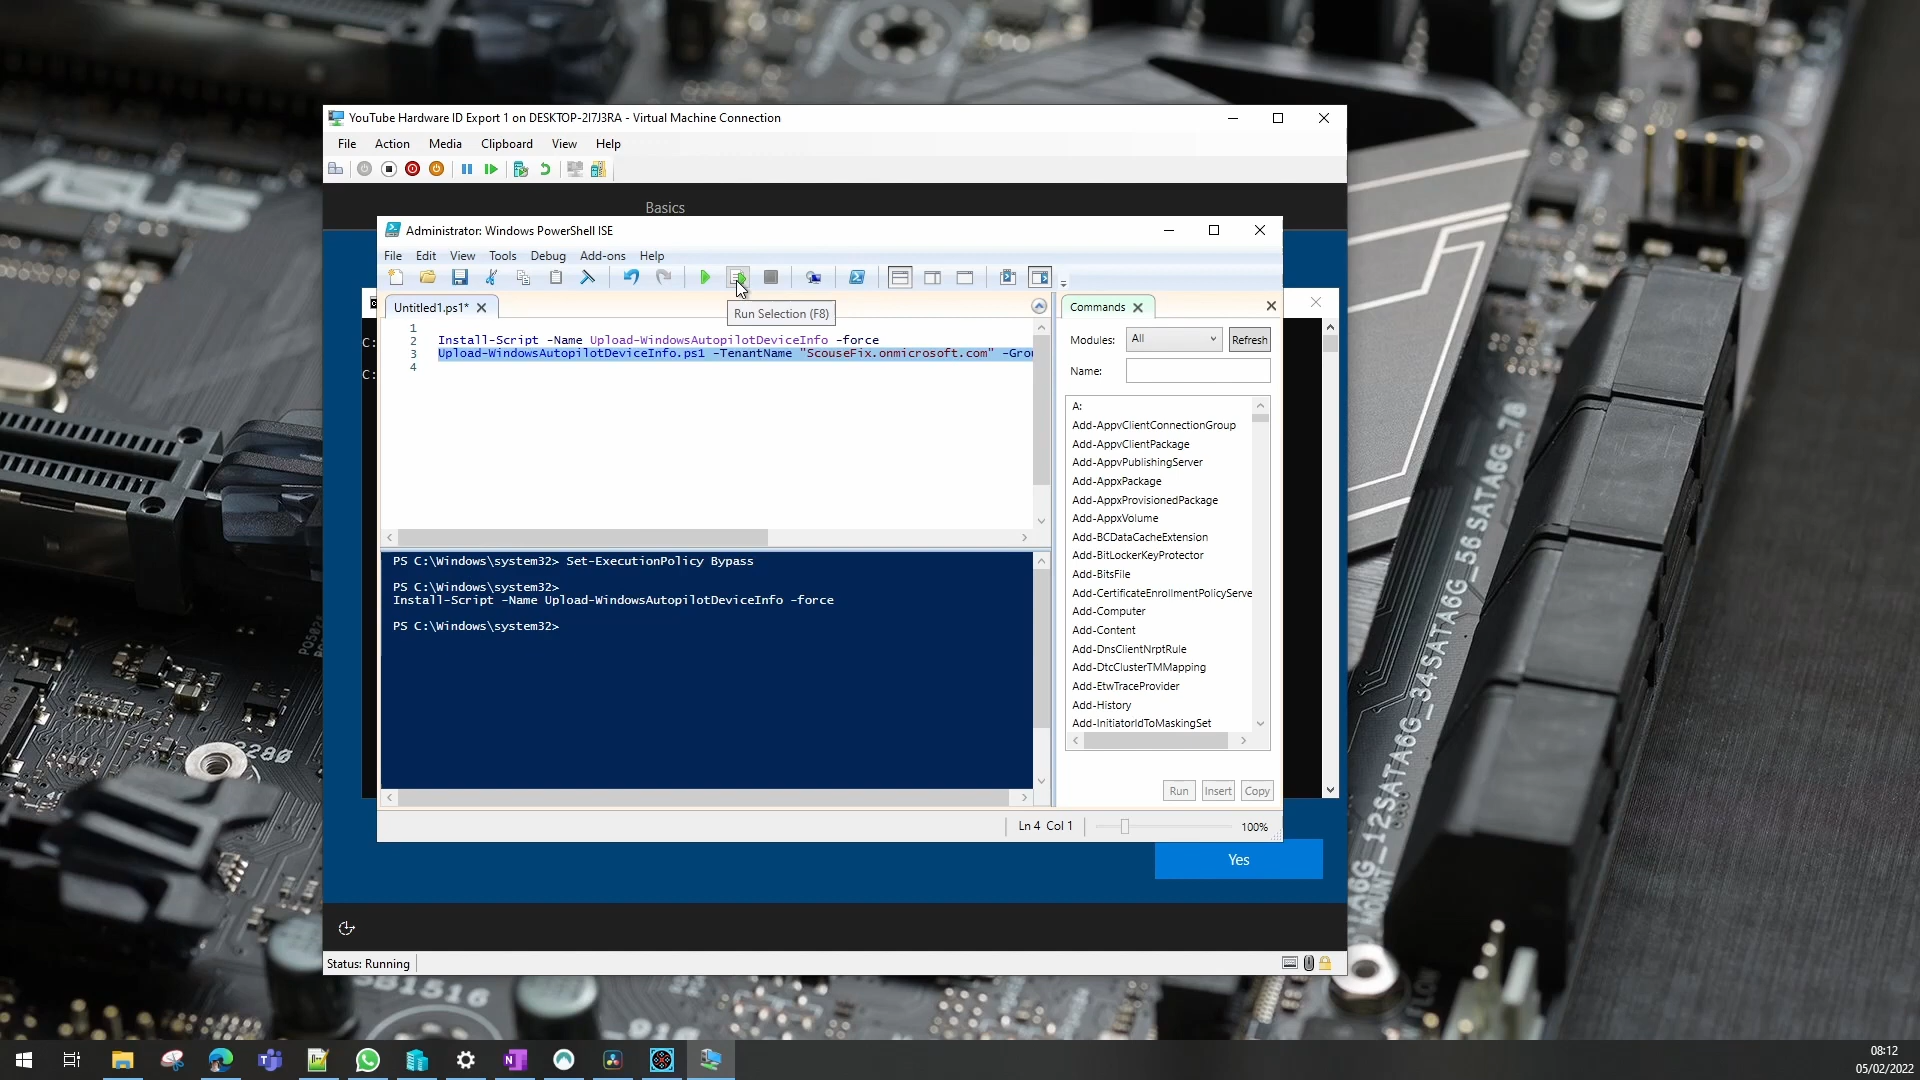 YouTube Hardware ID Export 1 on DESKTOP-2I7J3RA - Virtual Machine Connection
File Action Media Clipboard View Help
Basics
Administrator: Windows PowerShell ISE
File Edit View Tools Debug Add-ons Help
Untitled1.ps1*
Run Selection (F8)
1
2 Install-Script -Name Upload-WindowsAutopilotDeviceInfo -force
3 Upload-WindowsAutopilotDeviceInfo.ps1 -TenantName "ScouseFix.onmicrosoft.com" -Grou
4
C:
C:
PS C:\Windows\system32> Set-ExecutionPolicy Bypass
PS C:\Windows\system32>
Install-Script -Name Upload-WindowsAutopilotDeviceInfo -force
PS C:\Windows\system32>
Commands
Modules: All Refresh
Name:
A:
Add-AppvClientConnectionGroup
Add-AppvClientPackage
Add-AppvPublishingServer
Add-AppxPackage
Add-AppxProvisionedPackage
Add-AppxVolume
Add-BCDataCacheExtension
Add-BitLockerKeyProtector
Add-BitsFile
Add-CertificateEnrollmentPolicyServe
Add-Computer
Add-Content
Add-DnsClientNrptRule
Add-DtcClusterTMMapping
Add-EtwTraceProvider
Add-History
Add-InitiatorIdToMaskingSet
Run Insert Copy
Ln 4 Col 1 100%
Yes
Status: Running
ASUS
2280
SB1516
SATA6G_12SATA6G_34SATA6G_56SATA6G_78
08:12
05/02/2022